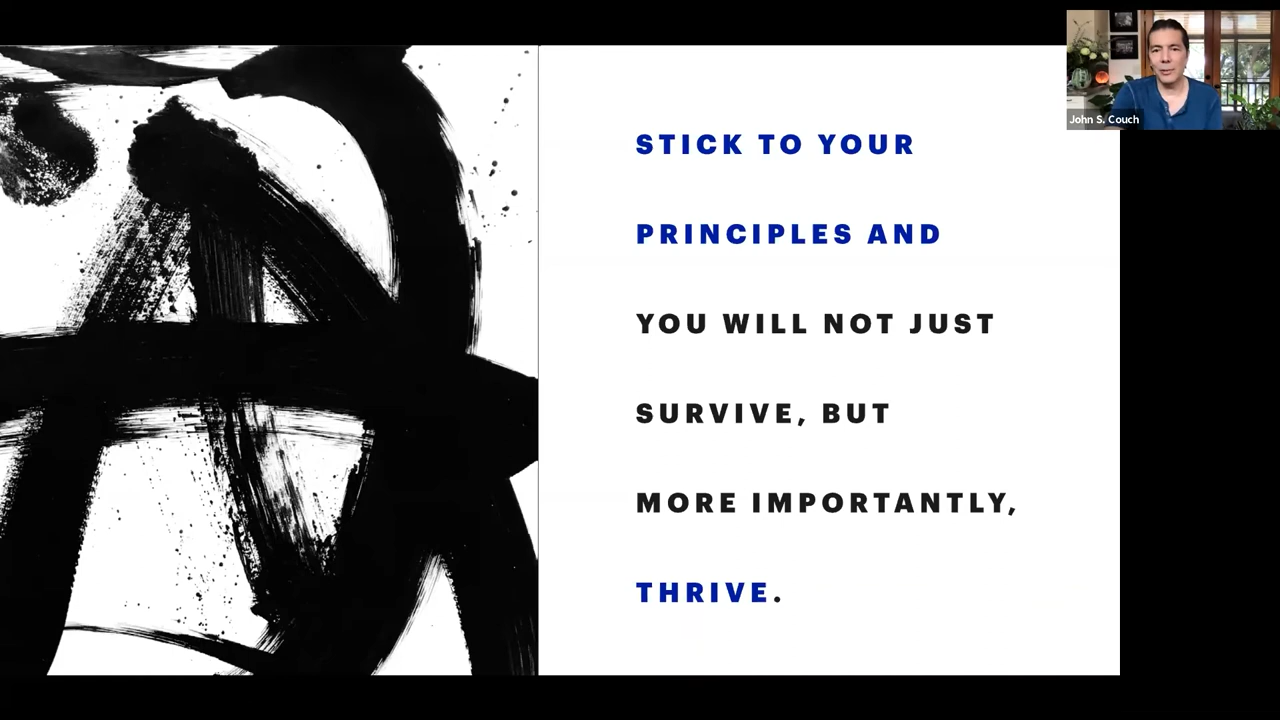 STICK TO YOUR
PRINCIPLES AND
YOU WILL NOT JUST
SURVIVE, BUT
MORE IMPORTANTLY,
THRIVE.
John S. Couch